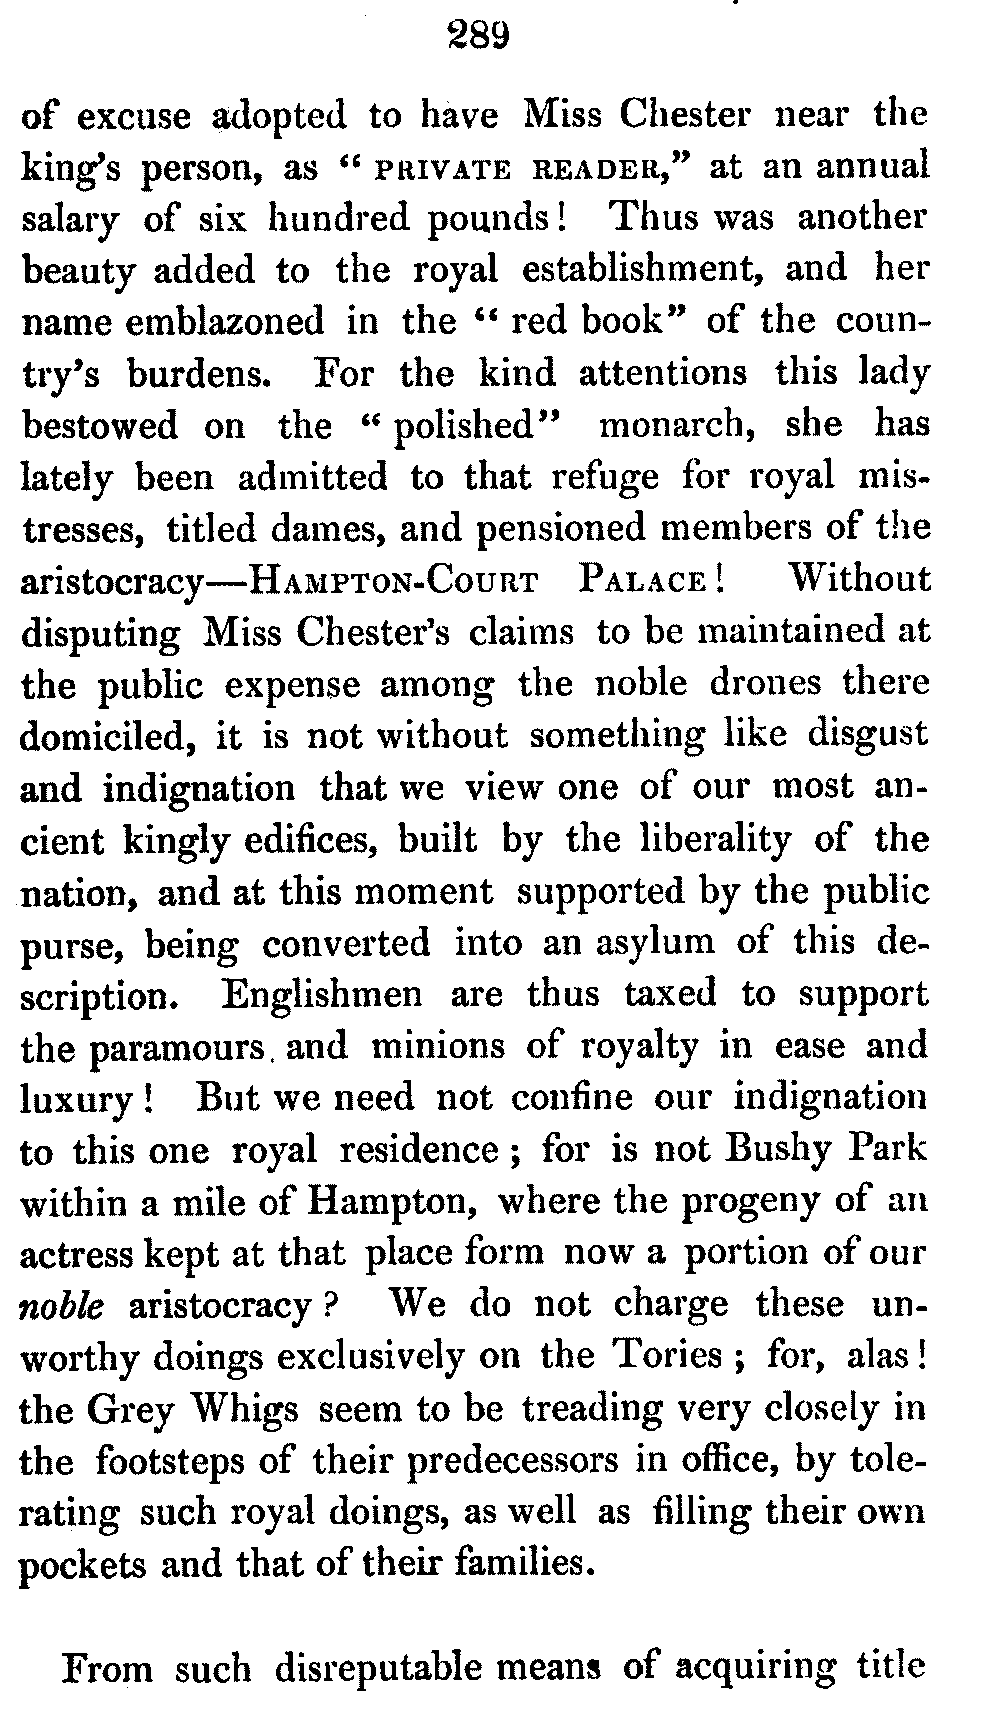 289
of excuse adopted to have Miss Chester near the
king's person, as “ PRIVATE READER,” at an annual
salary of six hundred pounds! Thus was another
beauty added to the royal establishment, and her
name emblazoned in the “ red book” of the coun-
try's burdens. For the kind attentions this lady
bestowed on the “ polished” monarch, she has
lately been admitted to that refuge for royal mis-
tresses, titled dames, and pensioned members of the
aristocracy—HAMPTON-COURT PALACE! Without
disputing Miss Chester's claims to be maintained at
the public expense among the noble drones there
domiciled, it is not without something like disgust
and indignation that we view one of our most an-
cient kingly edifices, built by the liberality of the
nation, and at this moment supported by the public
purse, being converted into an asylum of this de-
scription. Englishmen are thus taxed to support
the paramours. and minions of royalty in ease and
luxury! But we need not confine our indignation
to this one royal residence; for is not Bushy Park
within a mile of Hampton, where the progeny of an
actress kept at that place form now a portion of our
noble aristocracy? We do not charge these un-
worthy doings exclusively on the Tories; for, alas!
the Grey Whigs seem to be treading very closely in
the footsteps of their predecessors in office, by tole-
rating such royal doings, as well as filling their own
pockets and that of their families.
From such disreputable means of acquiring title